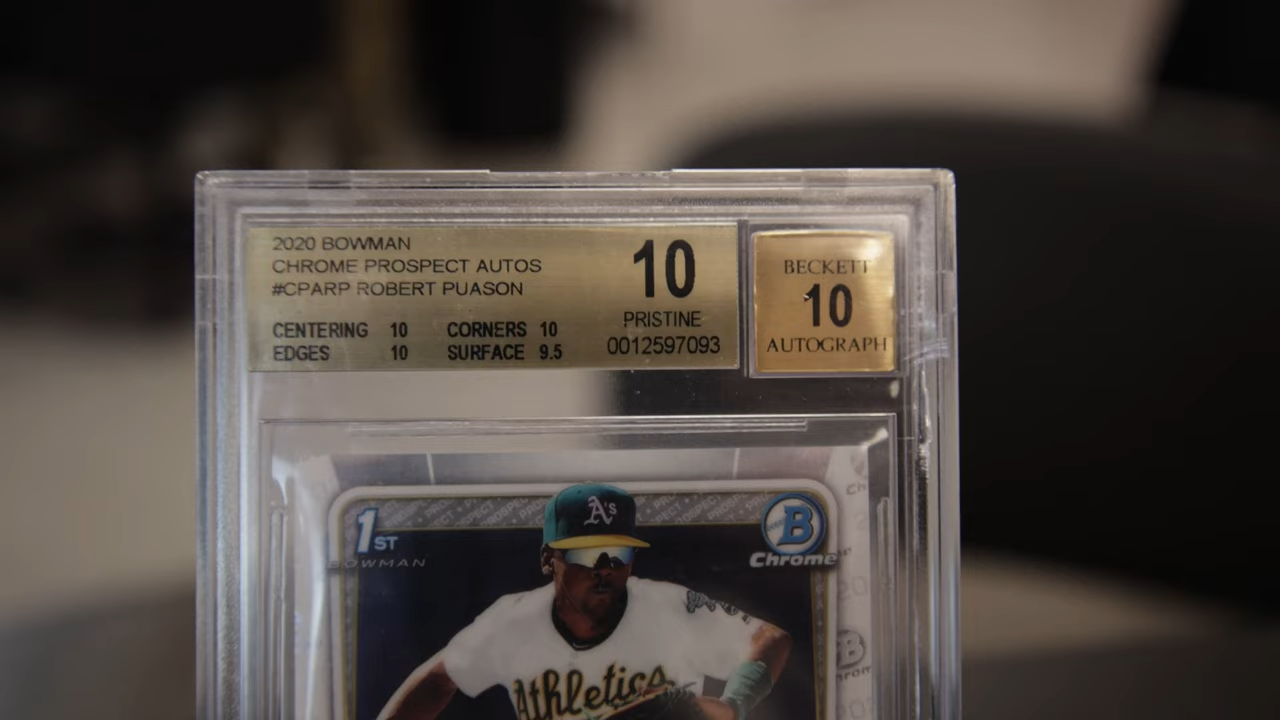 2020 BOWMAN
CHROME PROSPECT AUTOS
#CPARP ROBERT PUASON
CENTERING 10 CORNERS 10
EDGES 10 SURFACE 9.5
10
PRISTINE
0012597093
BECKETT
10
AUTOGRAPH
1ST
BOWMAN
B
Chrome
A's
Athletics